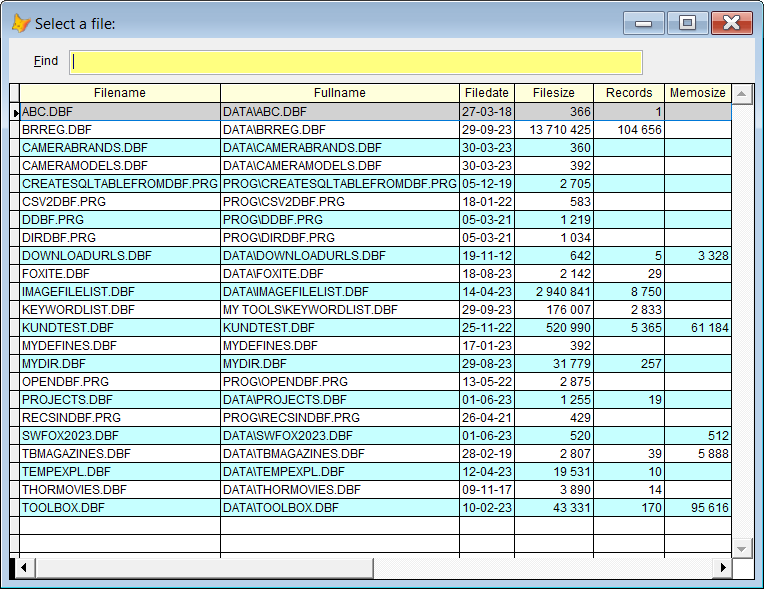 Select a file:
Find
Filename Fullname Filedate Filesize Records Memosize
ABC.DBF DATA\ABC.DBF 27-03-18 366 1
BRREG.DBF DATA\BRREG.DBF 29-09-23 13 710 425 104 656
CAMERABRANDS.DBF DATA\CAMERABRANDS.DBF 30-03-23 360
CAMERAMODELS.DBF DATA\CAMERAMODELS.DBF 30-03-23 392
CREATESQLTABLEFROMDBF.PRG PROG\CREATESQLTABLEFROMDBF.PRG 05-12-19 2 705
CSV2DBF.PRG PROG\CSV2DBF.PRG 18-01-22 583
DDBF.PRG PROG\DDBF.PRG 05-03-21 1 219
DIRDBF.PRG PROG\DIRDBF.PRG 05-03-21 1 034
DOWNLOADURLS.DBF DATA\DOWNLOADURLS.DBF 19-11-12 642 5 3 328
FOXITE.DBF DATA\FOXITE.DBF 18-08-23 2 142 29
IMAGEFILELIST.DBF DATA\IMAGEFILELIST.DBF 14-04-23 2 940 841 8 750
KEYWORDLIST.DBF MY TOOLS\KEYWORDLIST.DBF 29-09-23 176 007 2 833
KUNDTEST.DBF KUNDTEST.DBF 25-11-22 520 990 5 365 61 184
MYDEFINES.DBF MYDEFINES.DBF 17-01-23 392
MYDIR.DBF MYDIR.DBF 29-08-23 31 779 257
OPENDBF.PRG PROG\OPENDBF.PRG 13-05-22 2 875
PROJECTS.DBF DATA\PROJECTS.DBF 01-06-23 1 255 19
RECSINDBF.PRG PROG\RECSINDBF.PRG 26-04-21 429
SWFOX2023.DBF DATA\SWFOX2023.DBF 01-06-23 520 512
TBMAGAZINES.DBF DATA\TBMAGAZINES.DBF 28-02-19 2 807 39 5 888
TEMPEXPL.DBF DATA\TEMPEXPL.DBF 12-04-23 19 531 10
THORMOVIES.DBF DATA\THORMOVIES.DBF 09-11-17 3 890 14
TOOLBOX.DBF DATA\TOOLBOX.DBF 10-02-23 43 331 170 95 616